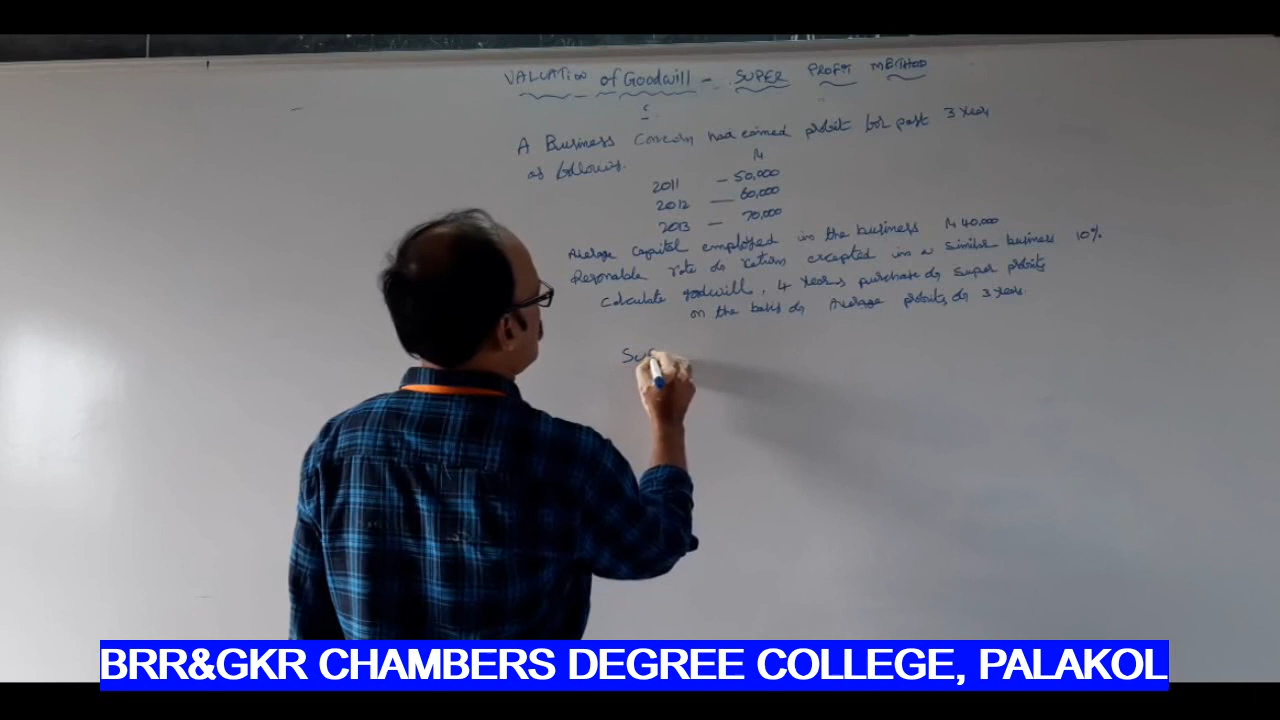 VALUATION of Goodwill - SUPER PROFIT METHOD
A Business Concern had earned profit for past 3 years
as follows.
2011 — 50,000
2012 — 60,000
2013 — 70,000
Average capital employed in the business Rs 40,000
Resonable rate of return excepted in a similar business 10%
Calculate goodwill, 4 years purchase of super profits
on the basis of Average profits of 3 years.
Su
BRR&GKR CHAMBERS DEGREE COLLEGE, PALAKOL